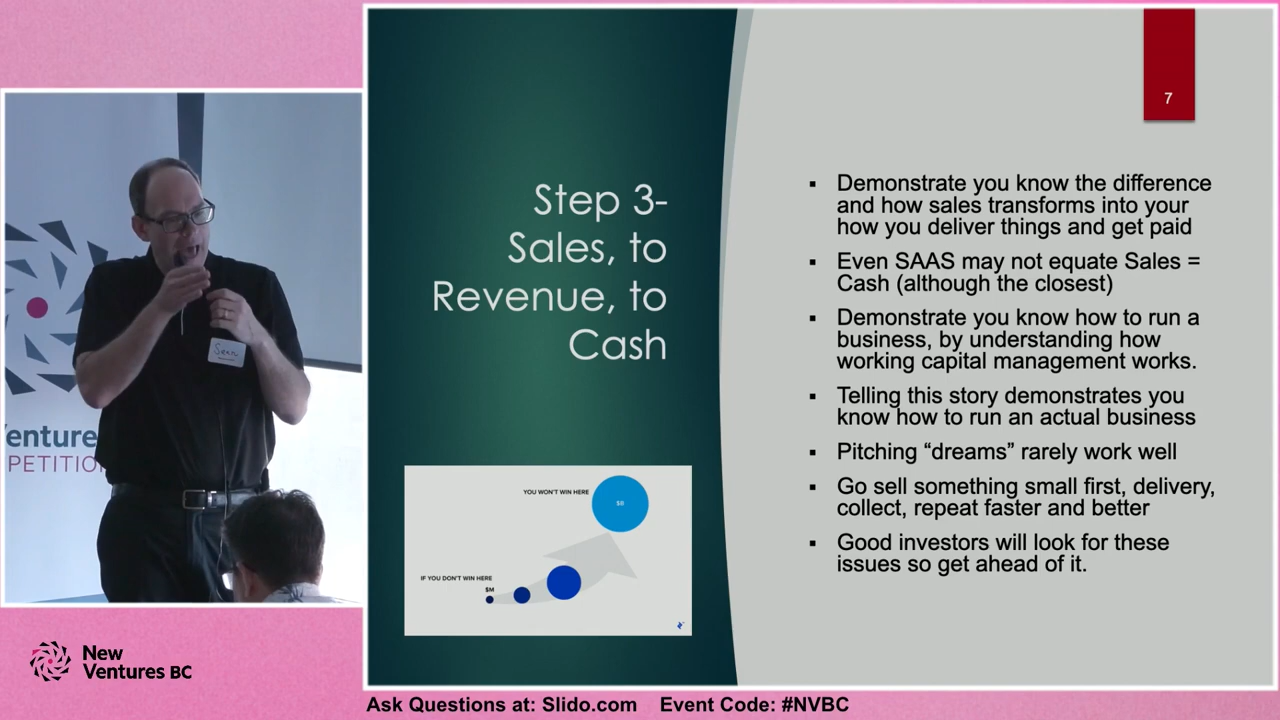 7
Step 3-
Sales, to
Revenue, to
Cash
▪ Demonstrate you know the difference
and how sales transforms into your
how you deliver things and get paid
▪ Even SAAS may not equate Sales =
Cash (although the closest)
▪ Demonstrate you know how to run a
business, by understanding how
working capital management works.
▪ Telling this story demonstrates you
know how to run an actual business
▪ Pitching “dreams” rarely work well
▪ Go sell something small first, delivery,
collect, repeat faster and better
▪ Good investors will look for these
issues so get ahead of it.
YOU WON'T WIN HERE
$B
IF YOU DON'T WIN HERE
$M
Sean
enture
PETITIO
New
Ventures BC
Ask Questions at: Slido.com Event Code: #NVBC